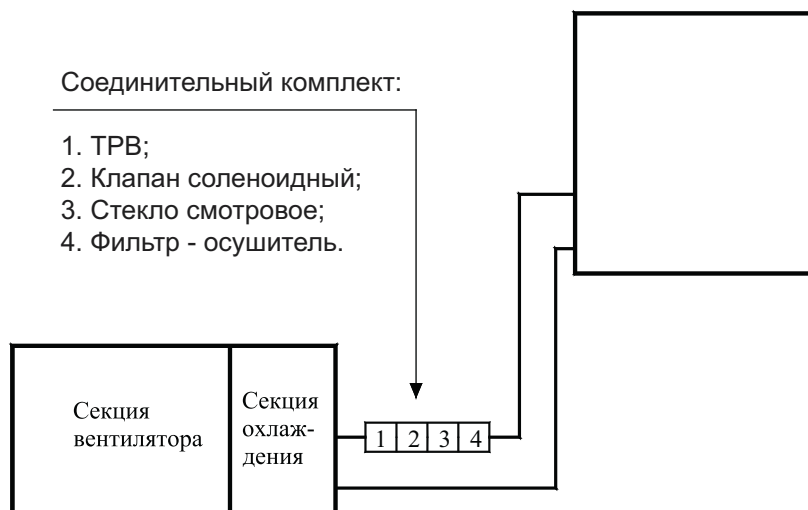 Соединительный комплект:
1. ТРВ;
2. Клапан соленоидный;
3. Стекло смотровое;
4. Фильтр - осушитель.
Секция
вентилятора
Секция
охлаж-
дения
1 2 3 4